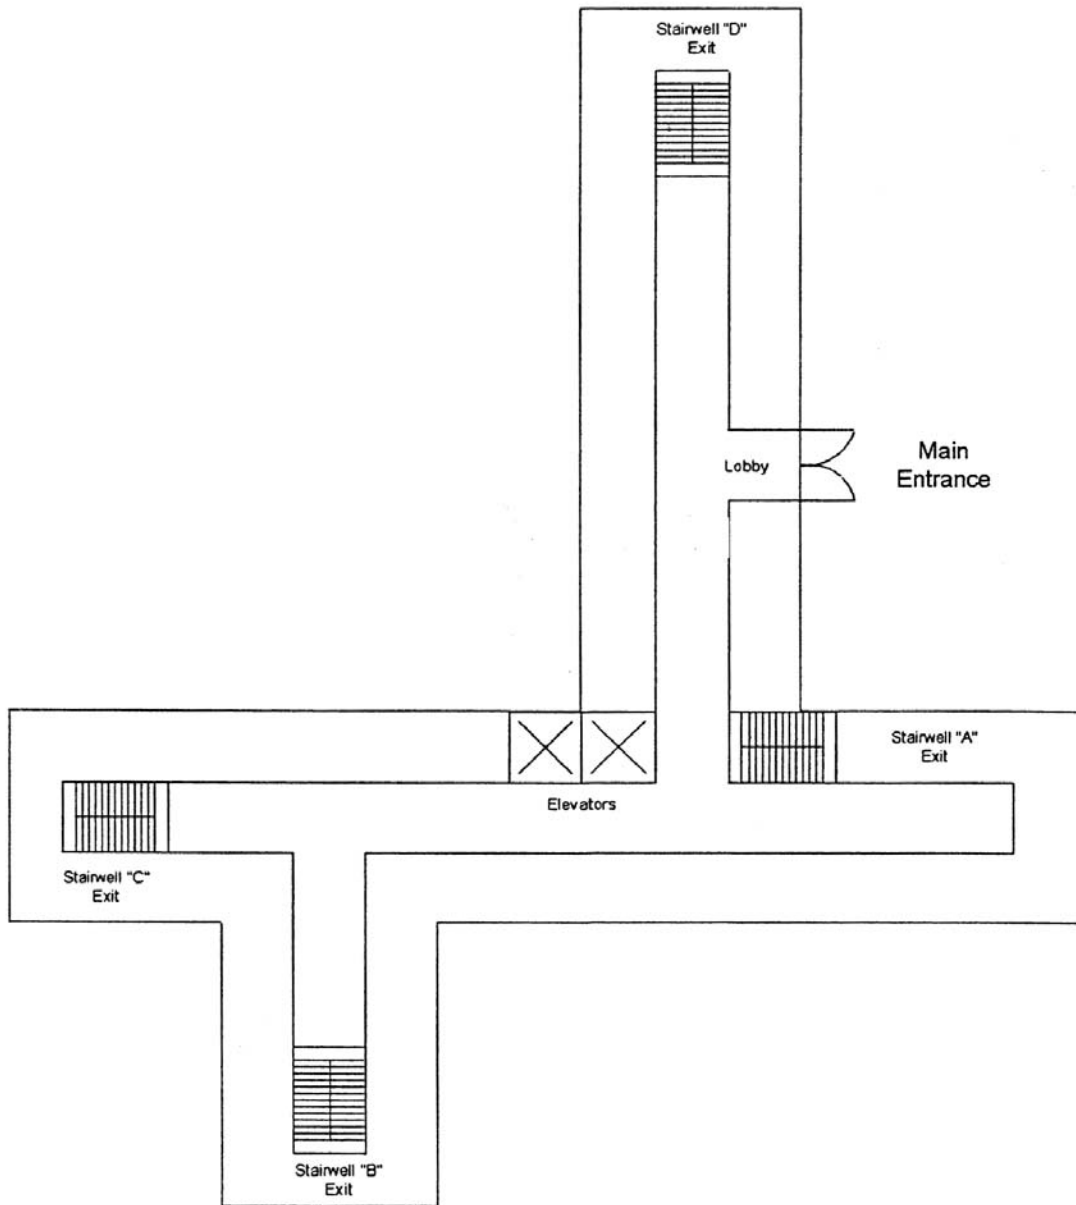 Stairwell "D"
Exit
Lobby
Main
Entrance
Stairwell "A"
Exit
Elevators
Stairwell "C"
Exit
Stairwell "B"
Exit